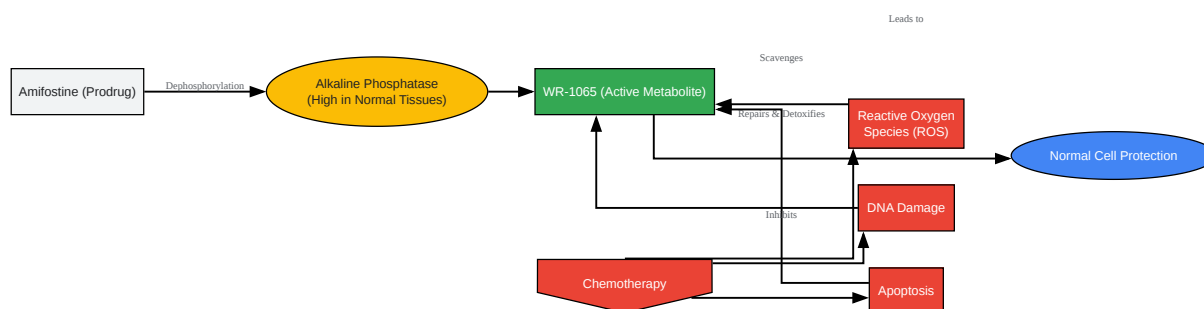 Leads to
Scavenges
Amifostine (Prodrug)
Dephosphorylation
Alkaline Phosphatase
(High in Normal Tissues)
WR-1065 (Active Metabolite)
Repairs & Detoxifies
Reactive Oxygen
Species (ROS)
Normal Cell Protection
DNA Damage
Inhibits
Chemotherapy
Apoptosis